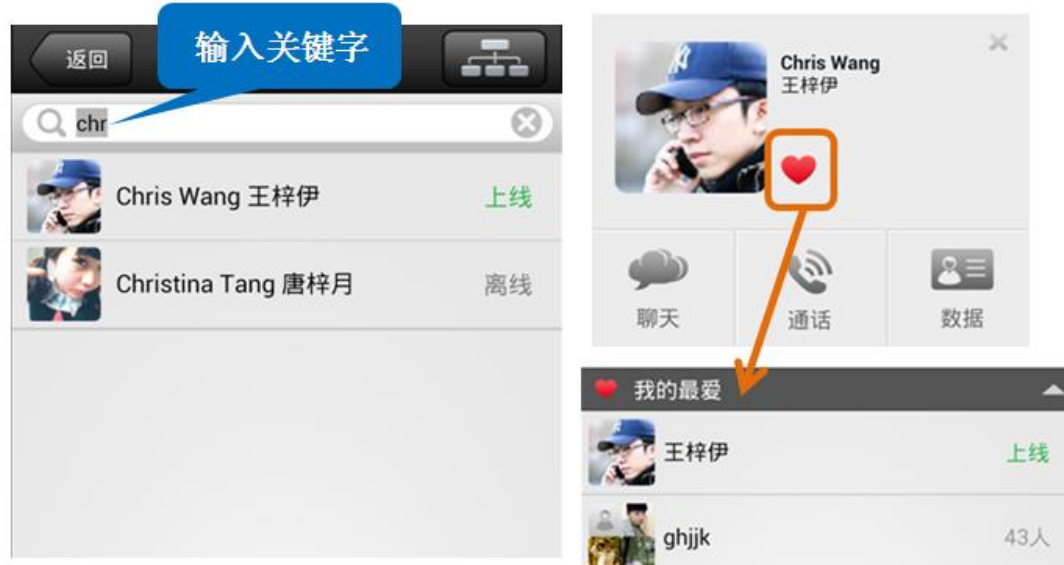 返回
输入关键字
chr
Chris Wang 王梓伊
上线
Christina Tang 唐梓月
离线
Chris Wang
王梓伊
聊天
通话
数据
我的最爱
王梓伊
上线
ghjjk
43人